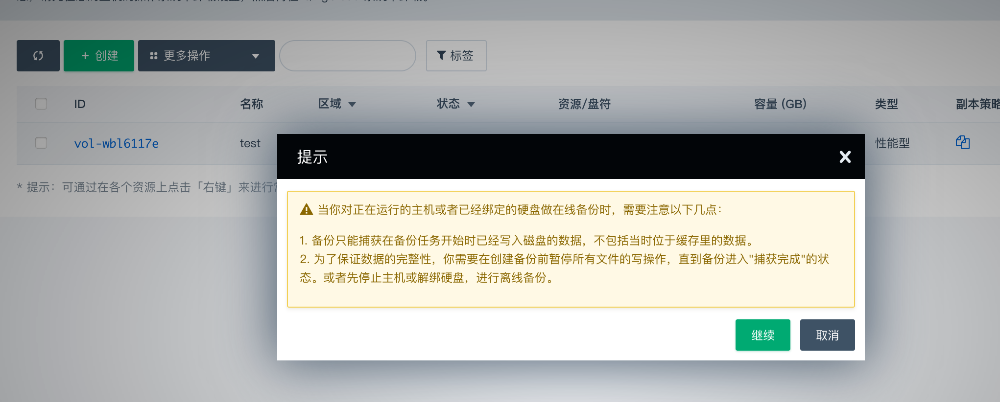 创建
更多操作
标签
ID 名称 区域 状态 资源/盘符 容量 (GB) 类型 副本策略
vol-wbl6117e test 性能型
* 提示：可通过在各个资源上点击「右键」来进行
提示
当你对正在运行的主机或者已经绑定的硬盘做在线备份时，需要注意以下几点：
1. 备份只能捕获在备份任务开始时已经写入磁盘的数据，不包括当时位于缓存里的数据。
2. 为了保证数据的完整性，你需要在创建备份前暂停所有文件的写操作，直到备份进入"捕获完成"的状
态。或者先停止主机或解绑硬盘，进行离线备份。
继续
取消